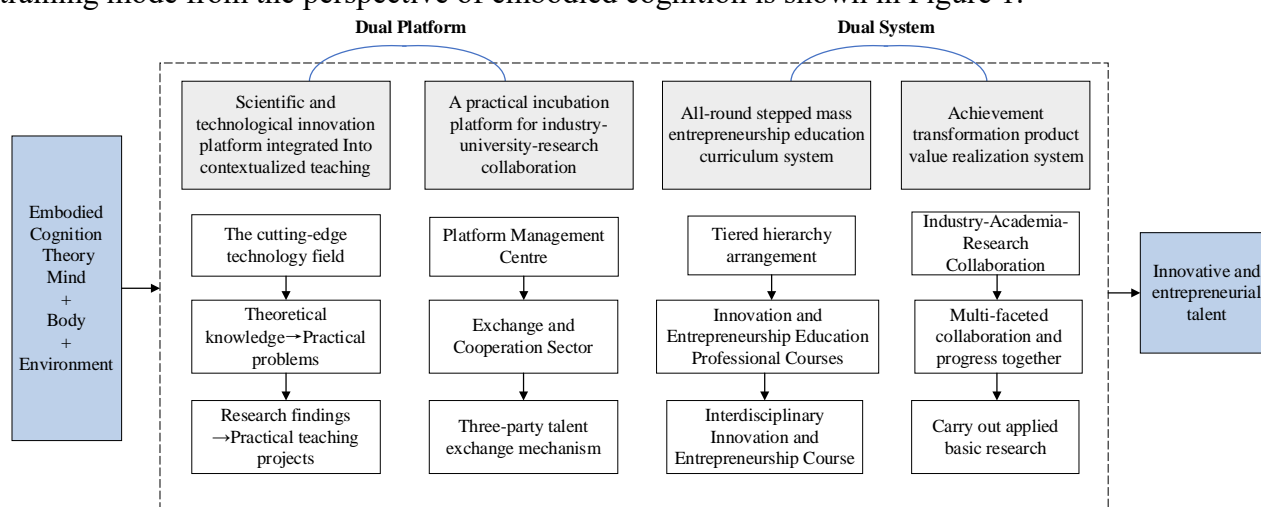 training mode from the perspective of embodied cognition is shown in Figure 1.
Dual Platform
Dual System
Scientific and
technological innovation
platform integrated Into
contextualized teaching
A practical incubation
platform for industry-
university-research
collaboration
All-round stepped mass
entrepreneurship education
curriculum system
Achievement
transformation product
value realization system
Embodied
Cognition
Theory
Mind
+
Body
+
Environment
The cutting-edge
technology field
Theoretical
knowledge→Practical
problems
Research findings
→Practical teaching
projects
Platform Management
Centre
Exchange and
Cooperation Sector
Three-party talent
exchange mechanism
Tiered hierarchy
arrangement
Innovation and
Entrepreneurship Education
Professional Courses
Interdisciplinary
Innovation and
Entrepreneurship Course
Industry-Academia-
Research
Collaboration
Multi-faceted
collaboration and
progress together
Carry out applied
basic research
Innovative and
entrepreneurial
talent